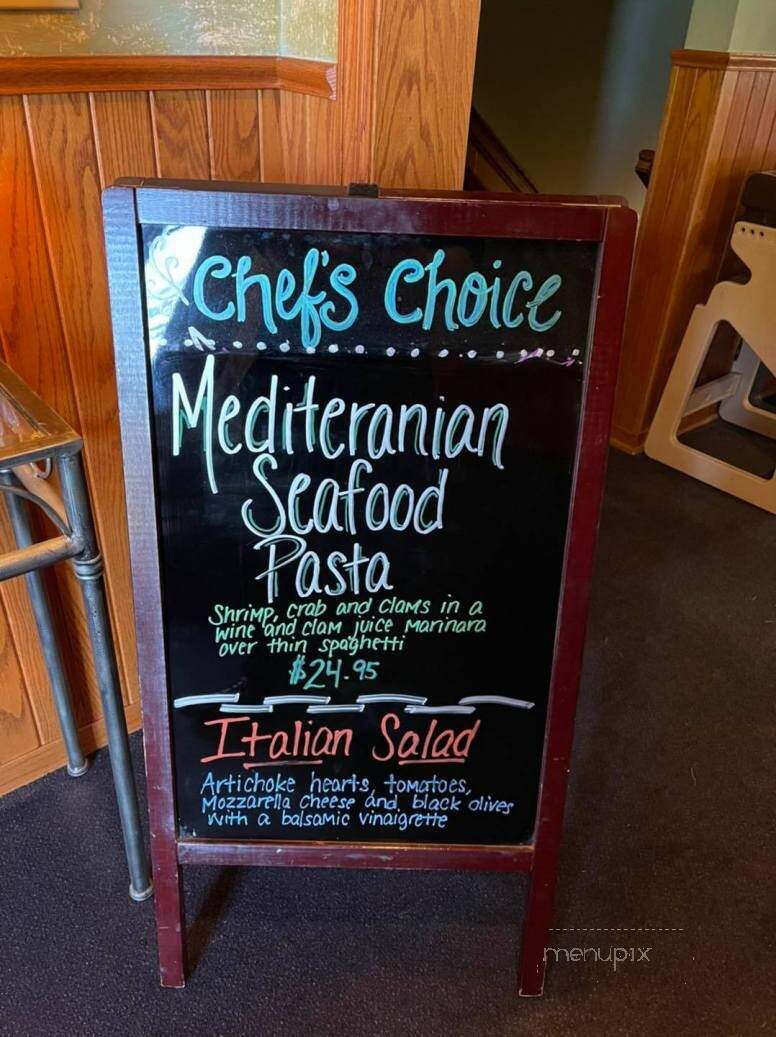 Chef's Choice
Mediteranian
Seafood
Pasta
Shrimp, crab and clams in a
wine and clam juice marinara
over thin spaghetti
$24.95
Italian Salad
Artichoke hearts, tomatoes,
Mozzarella cheese and black olives
with a balsamic vinaigrette
menupix